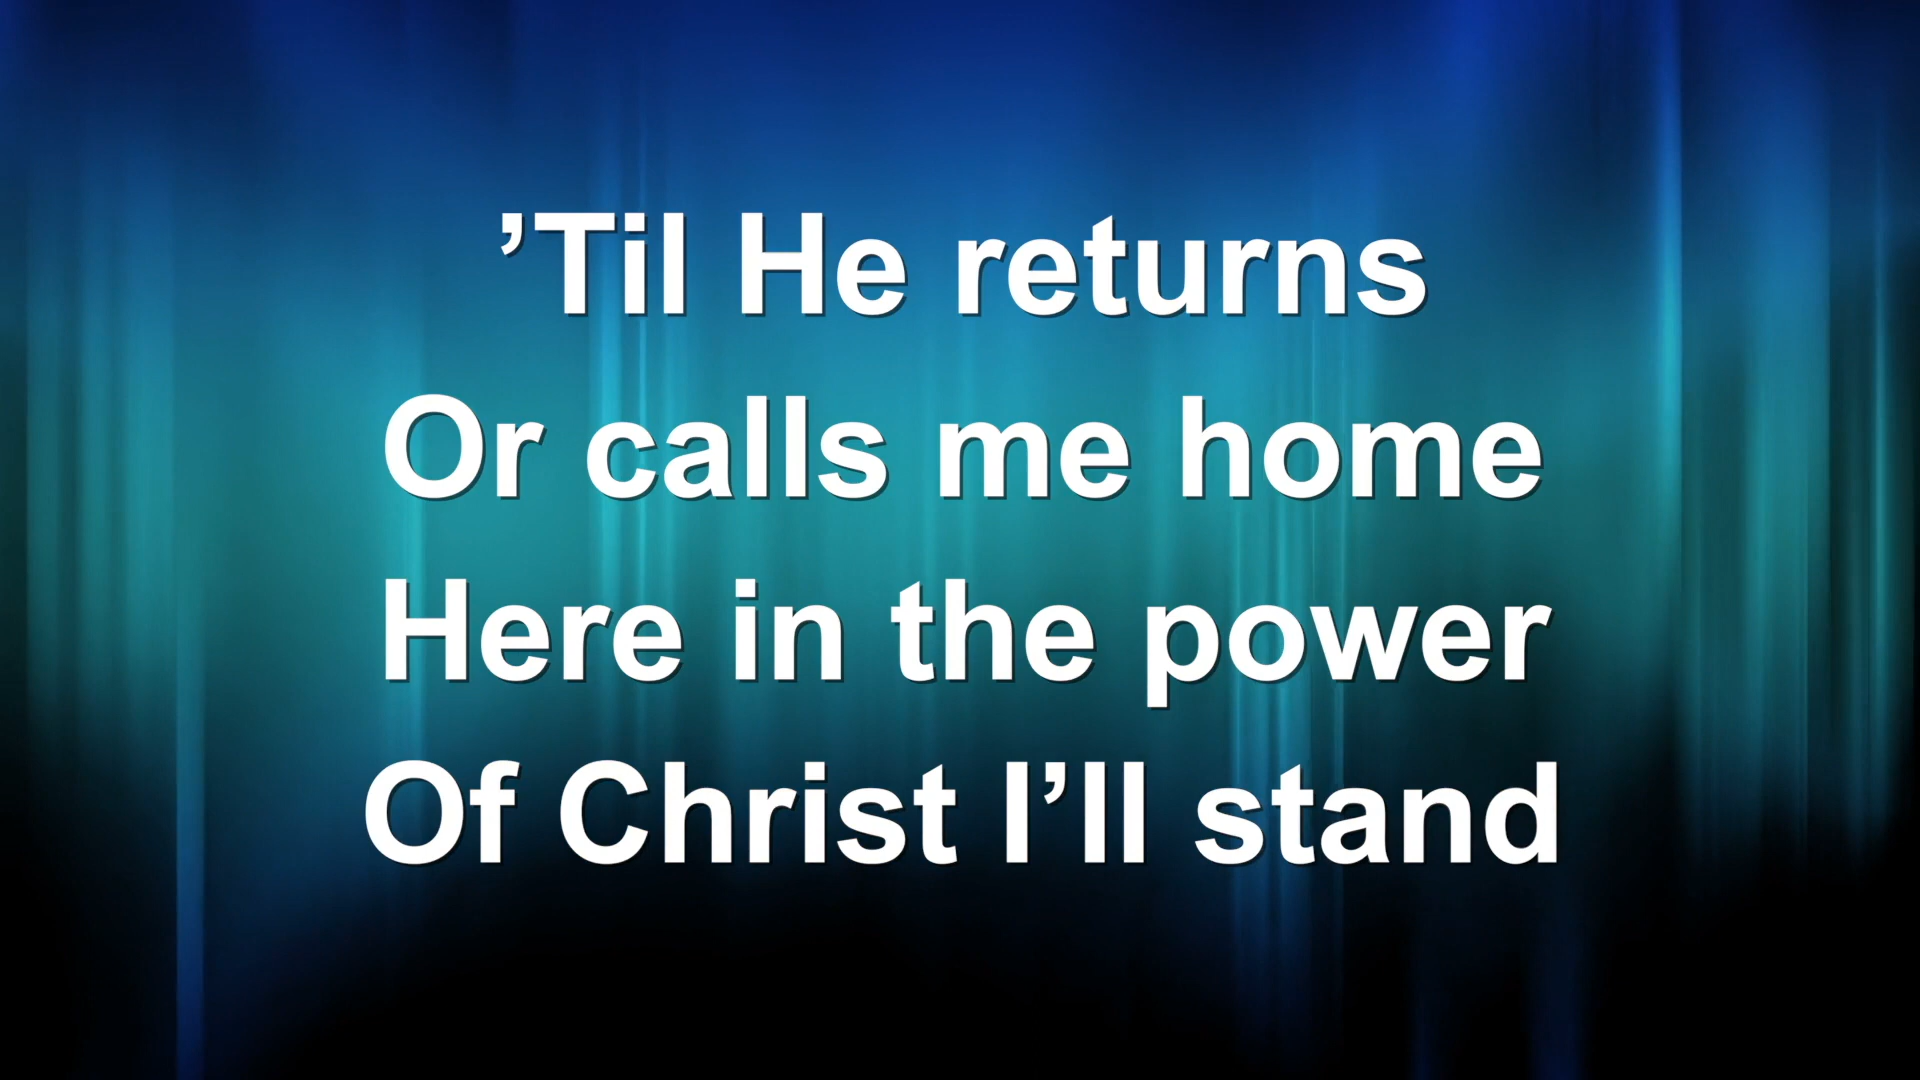 ’Til He returns
Or calls me home
Here in the power
Of Christ I’ll stand